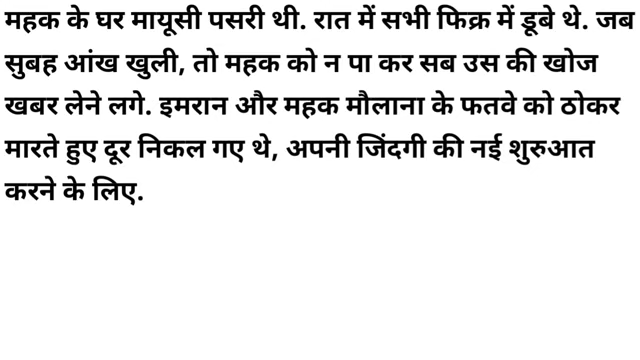 महक के घर मायूसी पसरी थी. रात में सभी फिक्र में डूबे थे. जब
सुबह आंख खुली, तो महक को न पा कर सब उस की खोज
खबर लेने लगे. इमरान और महक मौलाना के फतवे को ठोकर
मारते हुए दूर निकल गए थे, अपनी जिंदगी की नई शुरुआत
करने के लिए.